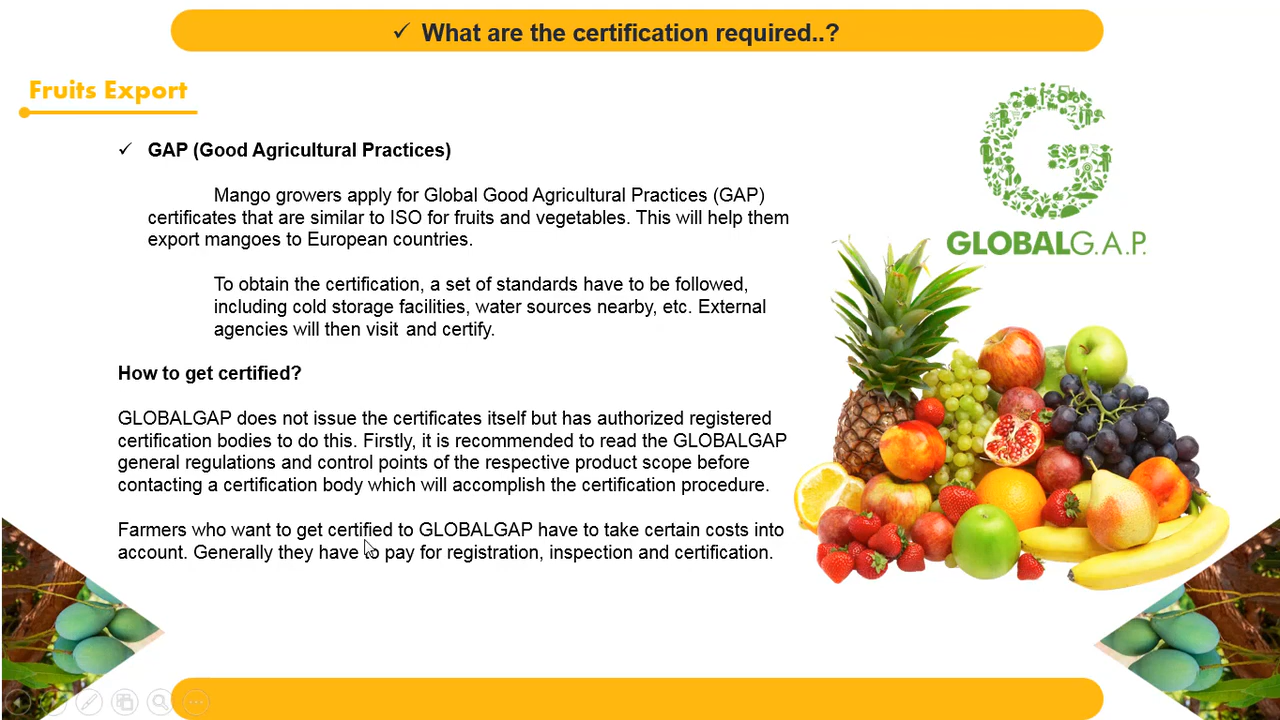 ✓ What are the certification required..?
Fruits Export
✓ GAP (Good Agricultural Practices)
Mango growers apply for Global Good Agricultural Practices (GAP)
certificates that are similar to ISO for fruits and vegetables. This will help them
export mangoes to European countries.
To obtain the certification, a set of standards have to be followed,
including cold storage facilities, water sources nearby, etc. External
agencies will then visit and certify.
How to get certified?
GLOBALGAP does not issue the certificates itself but has authorized registered
certification bodies to do this. Firstly, it is recommended to read the GLOBALGAP
general regulations and control points of the respective product scope before
contacting a certification body which will accomplish the certification procedure.
Farmers who want to get certified to GLOBALGAP have to take certain costs into
account. Generally they have to pay for registration, inspection and certification.
G
GLOBALG.A.P.